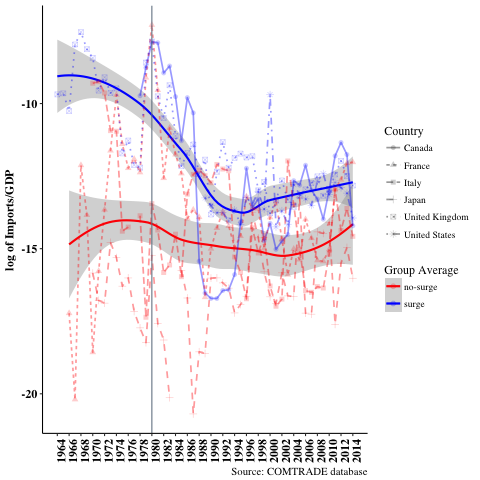 log of Imports/GDP
-10
-15
-20
1964
1966
1968
1970
1972
1974
1976
1978
1980
1982
1984
1986
1988
1990
1992
1994
1996
1998
2000
2002
2004
2006
2008
2010
2012
2014
Source: COMTRADE database
Country
Canada
France
Italy
Japan
United Kingdom
United States
Group Average
no-surge
surge